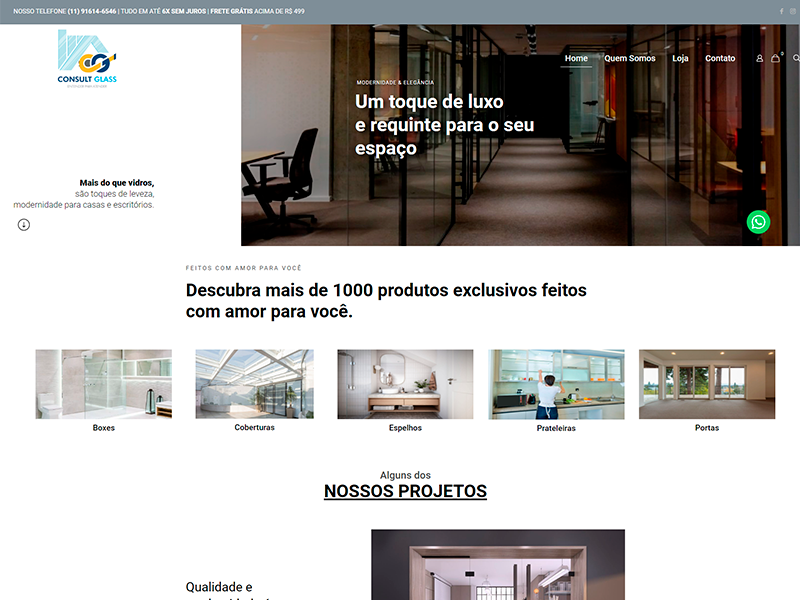 NOSSO TELEFONE (11) 91614-6546 | TUDO EM ATÉ 6X SEM JUROS | FRETE GRÁTIS ACIMA DE R$ 499
CONSULT GLASS
Home Quem Somos Loja Contato 0
MODERNIDADE & ELEGÂNCIA
Um toque de luxo
e requinte para o seu
espaço
Mais do que vidros,
são toques de leveza,
modernidade para casas e escritórios.
FEITOS COM AMOR PARA VOCÊ
Descubra mais de 1000 produtos exclusivos feitos
com amor para você.
Boxes Coberturas Espelhos Prateleiras Portas
Alguns dos
NOSSOS PROJETOS
Qualidade e